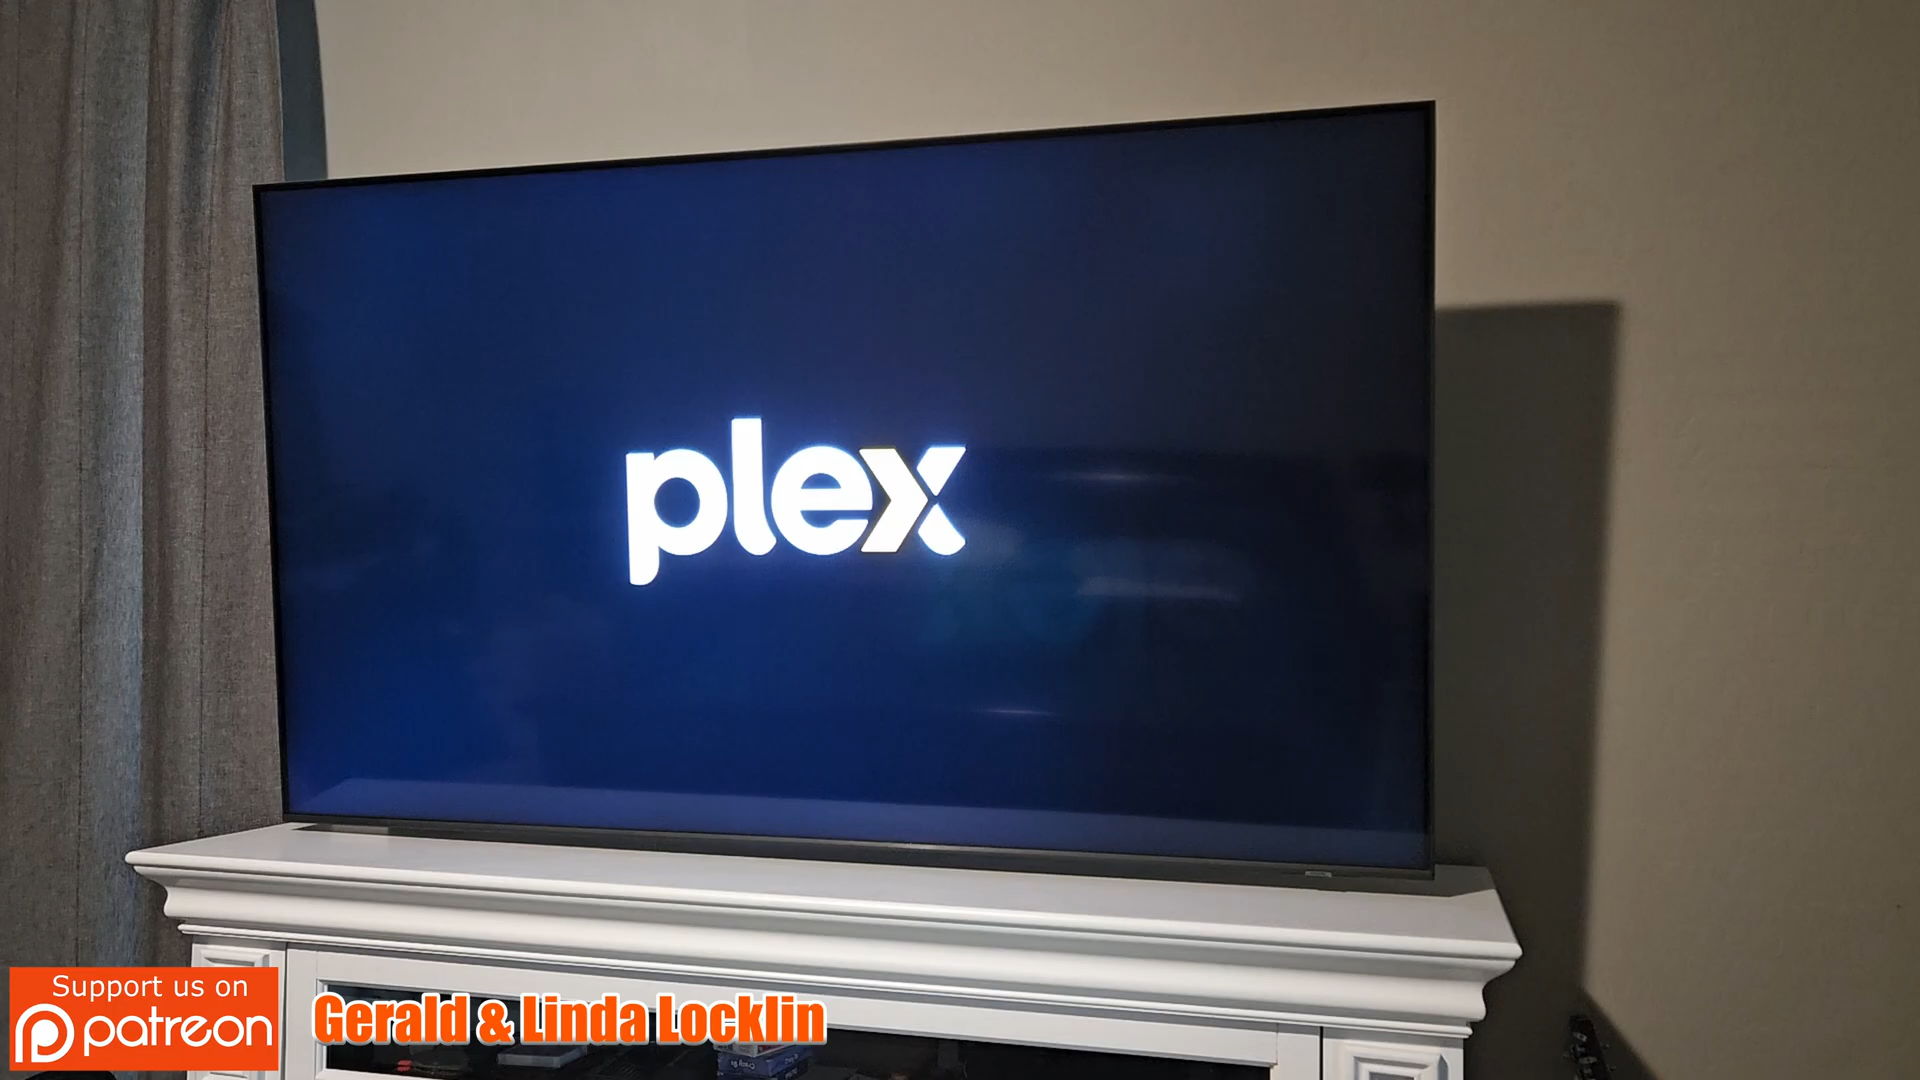 plex
Support us on
patreon
Gerald & Linda Locklin